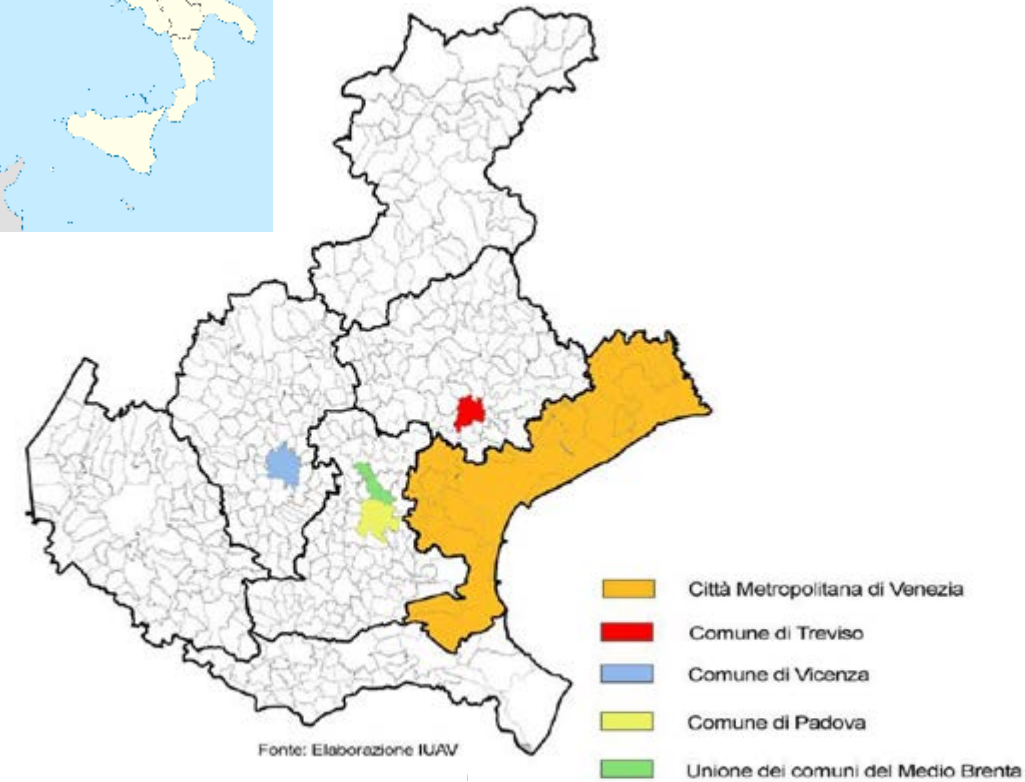 Città Metropolitana di Venezia
Comune di Treviso
Comune di Vicenza
Comune di Padova
Fonte: Elaborazione IUAV
Unione dei comuni del Medio Brenta